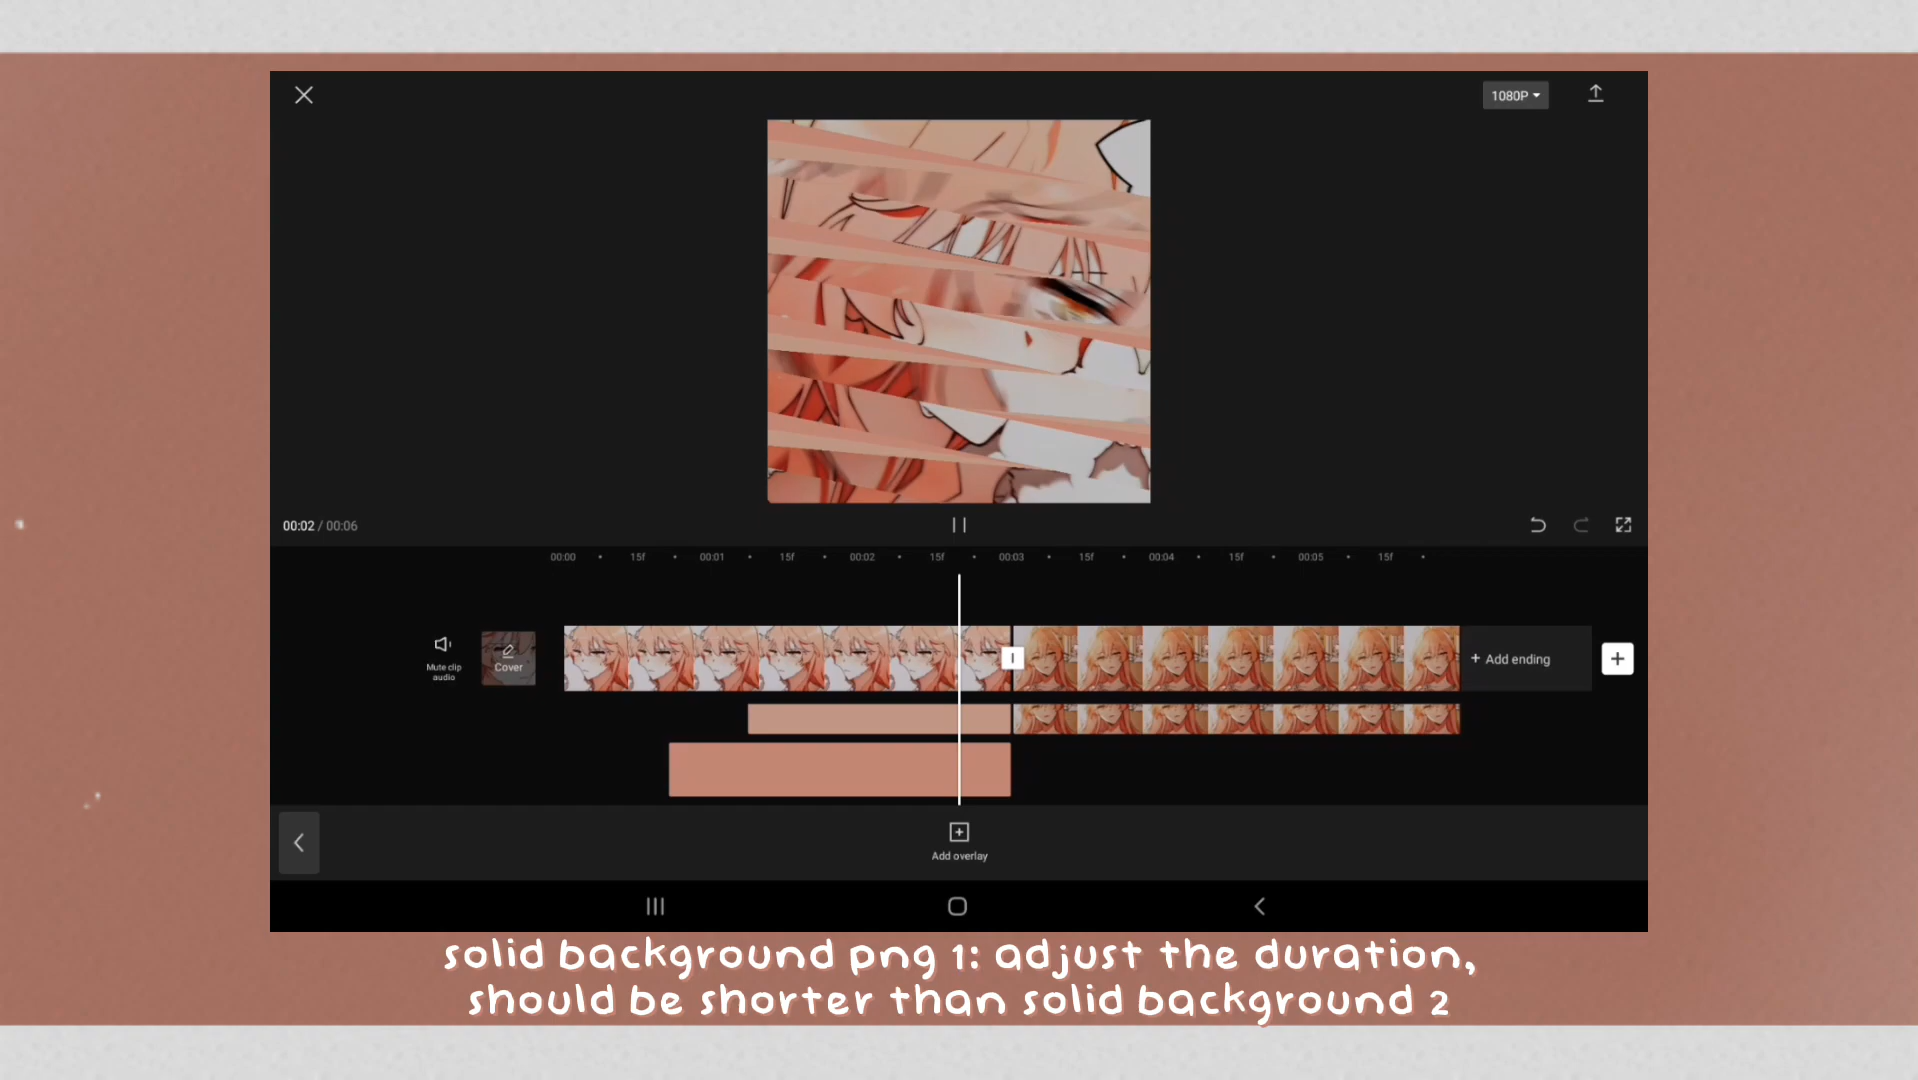 1080P
00:02 / 00:06
00:00 15f 00:01 15f 00:02 15f 00:03 15f 00:04 15f 00:05 15f
Mute clip
audio
Cover
+ Add ending
Add overlay
solid background png 1: adjust the duration,
should be shorter than solid background 2